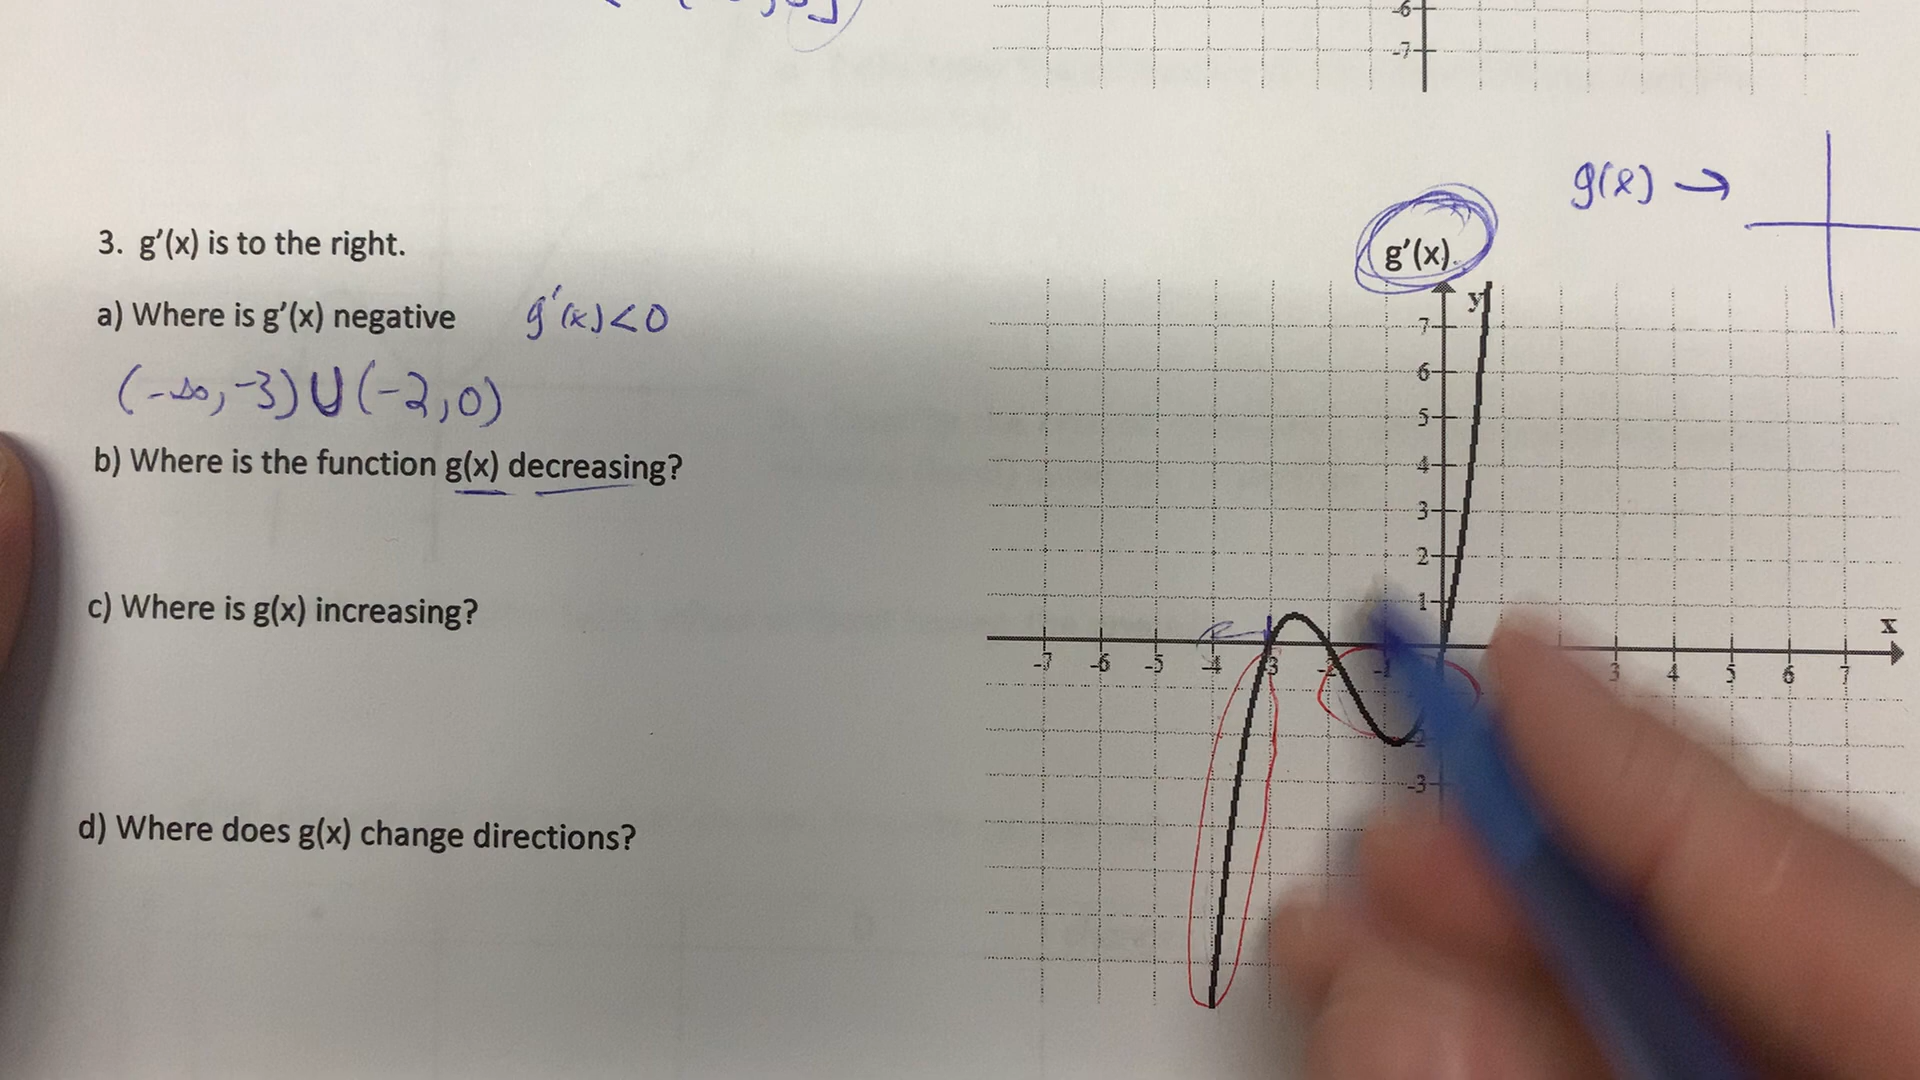 -6
-7
g(x) →
3. g′(x) is to the right.
g′(x).
a) Where is g′(x) negative g′(x)<0
y
7
(-∞,-3)∪(-2,0)
6
5
b) Where is the function g(x) decreasing?
4
3
2
c) Where is g(x) increasing?
1
x
-7 -6 -5 -4 -3 -2 -1 3 4 5 6 7
-2
-3
d) Where does g(x) change directions?